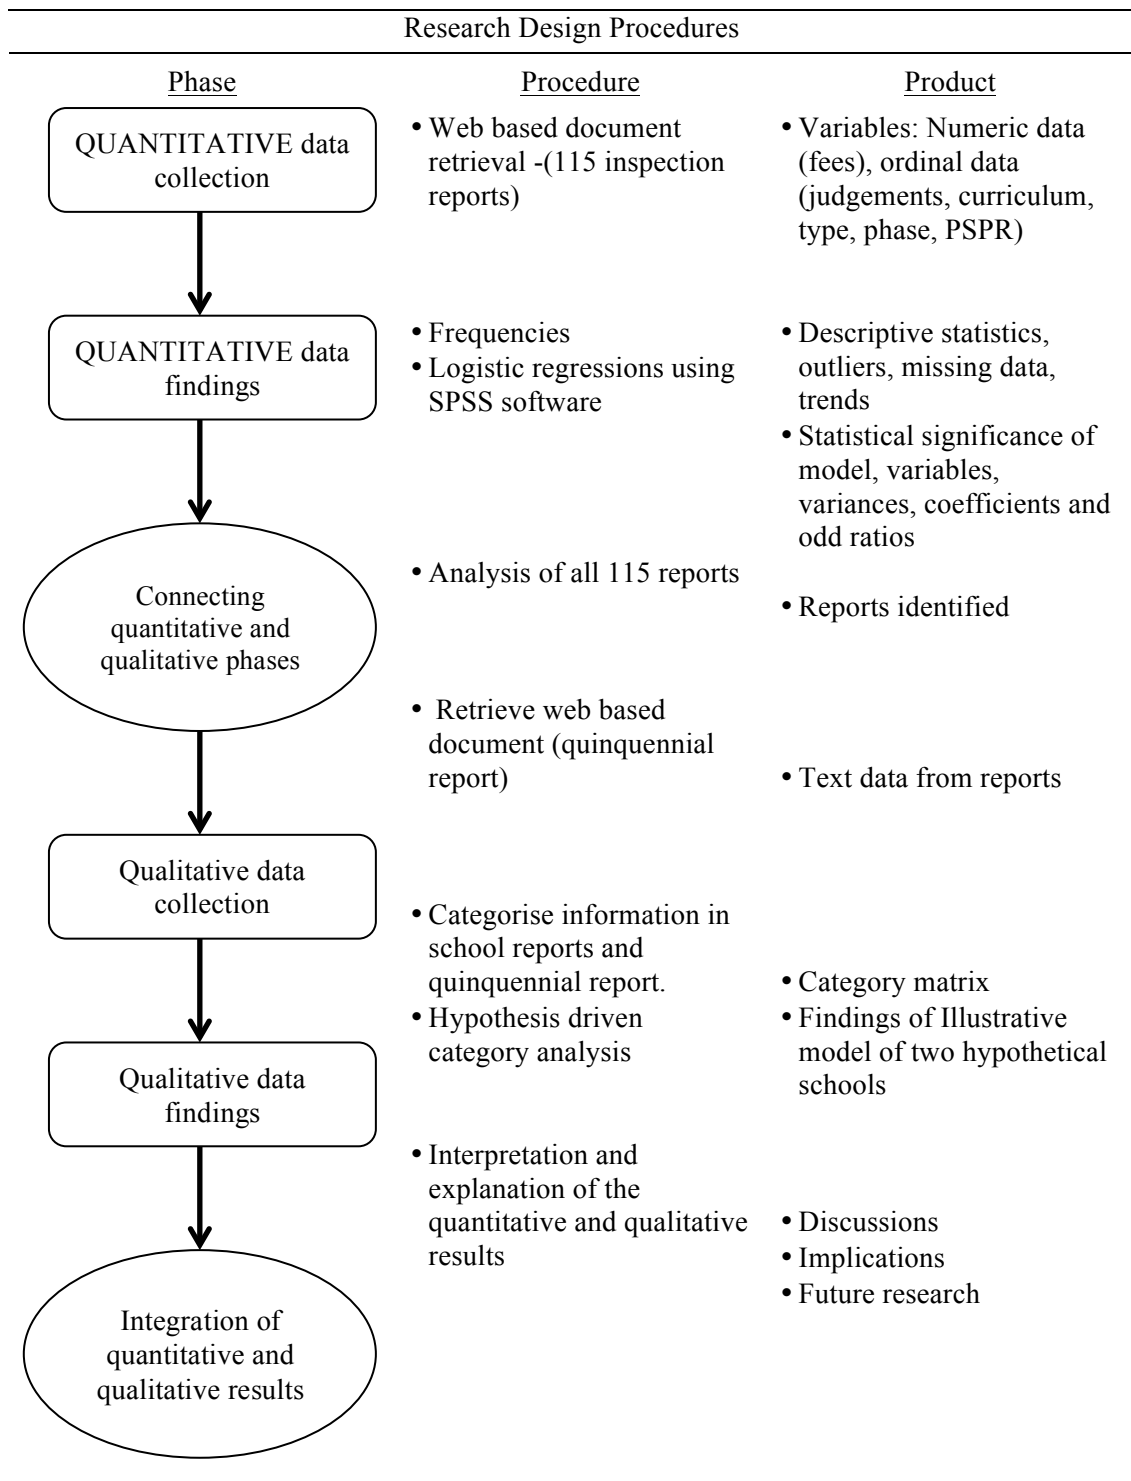 Research Design Procedures
Phase
Procedure
Product
QUANTITATIVE data
collection
• Web based document
retrieval -(115 inspection
reports)
• Variables: Numeric data
(fees), ordinal data
(judgements, curriculum,
type, phase, PSPR)
QUANTITATIVE data
findings
• Frequencies
• Logistic regressions using
SPSS software
• Descriptive statistics,
outliers, missing data,
trends
• Statistical significance of
model, variables,
variances, coefficients and
odd ratios
Connecting
quantitative and
qualitative phases
• Analysis of all 115 reports
• Reports identified
• Retrieve web based
document (quinquennial
report)
• Text data from reports
Qualitative data
collection
• Categorise information in
school reports and
quinquennial report.
• Hypothesis driven
category analysis
• Category matrix
• Findings of Illustrative
model of two hypothetical
schools
Qualitative data
findings
• Interpretation and
explanation of the
quantitative and qualitative
results
• Discussions
• Implications
• Future research
Integration of
quantitative and
qualitative results